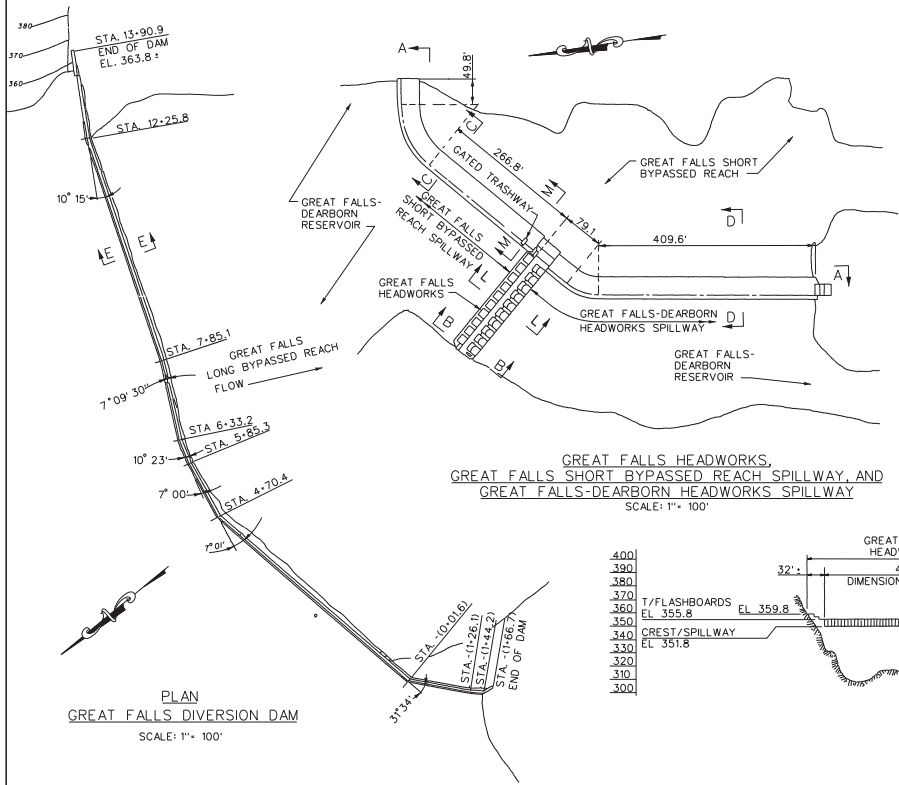 380
370
360
STA. 13+90.9
END OF DAM
EL. 363.8 ±
STA. 12+25.8
10° 15'
E
E
STA. 7+85.1
GREAT FALLS
LONG BYPASSED REACH
FLOW
7°09' 30"
STA 6+33.2
STA. 5+85.3
10° 23'
7° 00'
STA. 4+70.4
7°01'
STA. -(0+01.6)
STA. -(1+26.1)
STA. -(1+44.2)
STA. -(1+66.7)
END OF DAM
31°34'
PLAN
GREAT FALLS DIVERSION DAM
SCALE: 1"= 100'
A
49.8'
C
C
266.8'
GATED TRASHWAY
M
M
79.1
GREAT FALLS SHORT
BYPASSED REACH
GREAT FALLS-
DEARBORN
RESERVOIR
GREAT FALLS
SHORT BYPASSED
REACH SPILLWAY
D
409.6'
A
L
L
GREAT FALLS
HEADWORKS
B
B
GREAT FALLS-DEARBORN
HEADWORKS SPILLWAY
D
GREAT FALLS-
DEARBORN
RESERVOIR
GREAT FALLS HEADWORKS,
GREAT FALLS SHORT BYPASSED REACH SPILLWAY, AND
GREAT FALLS-DEARBORN HEADWORKS SPILLWAY
SCALE: 1"= 100'
GREAT
HEAD
32' ±
4
DIMENSION
400
390
380
370
360
350
340
330
320
310
300
T/FLASHBOARDS
EL 355.8
EL 359.8
CREST/SPILLWAY
EL 351.8